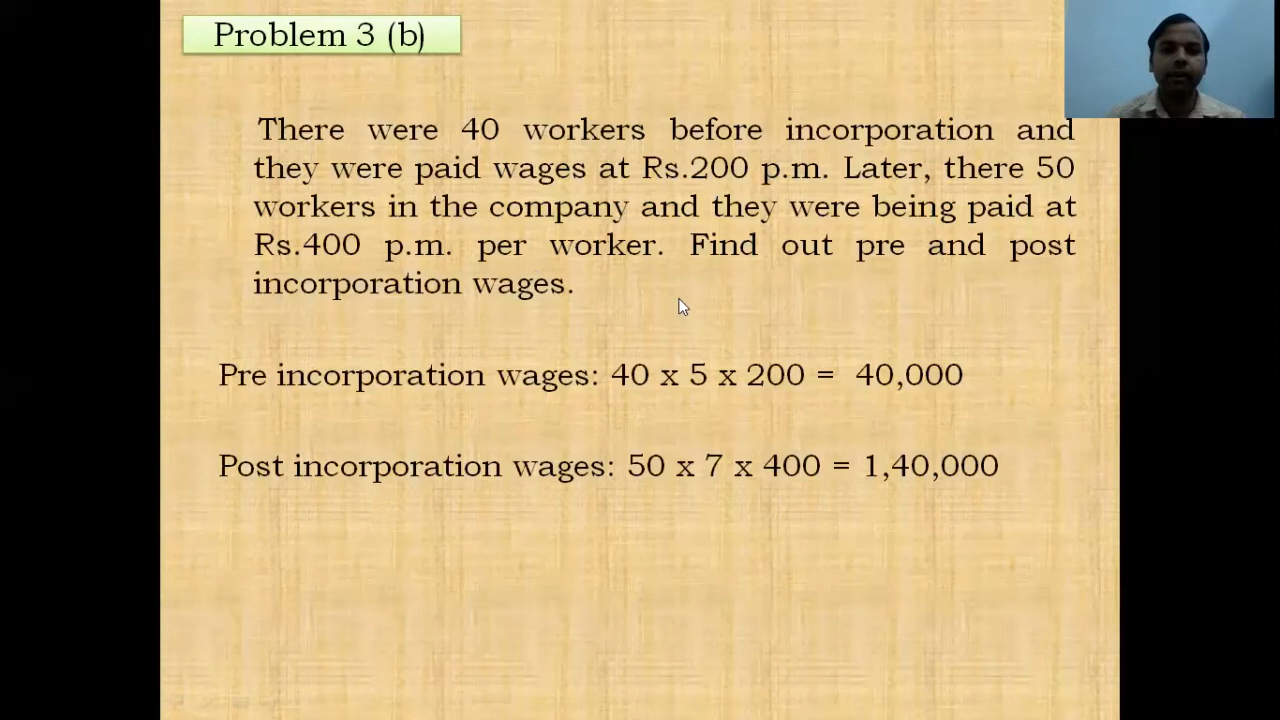 Problem 3 (b)
There were 40 workers before incorporation and
they were paid wages at Rs.200 p.m. Later, there 50
workers in the company and they were being paid at
Rs.400 p.m. per worker. Find out pre and post
incorporation wages.
Pre incorporation wages: 40 x 5 x 200 = 40,000
Post incorporation wages: 50 x 7 x 400 = 1,40,000